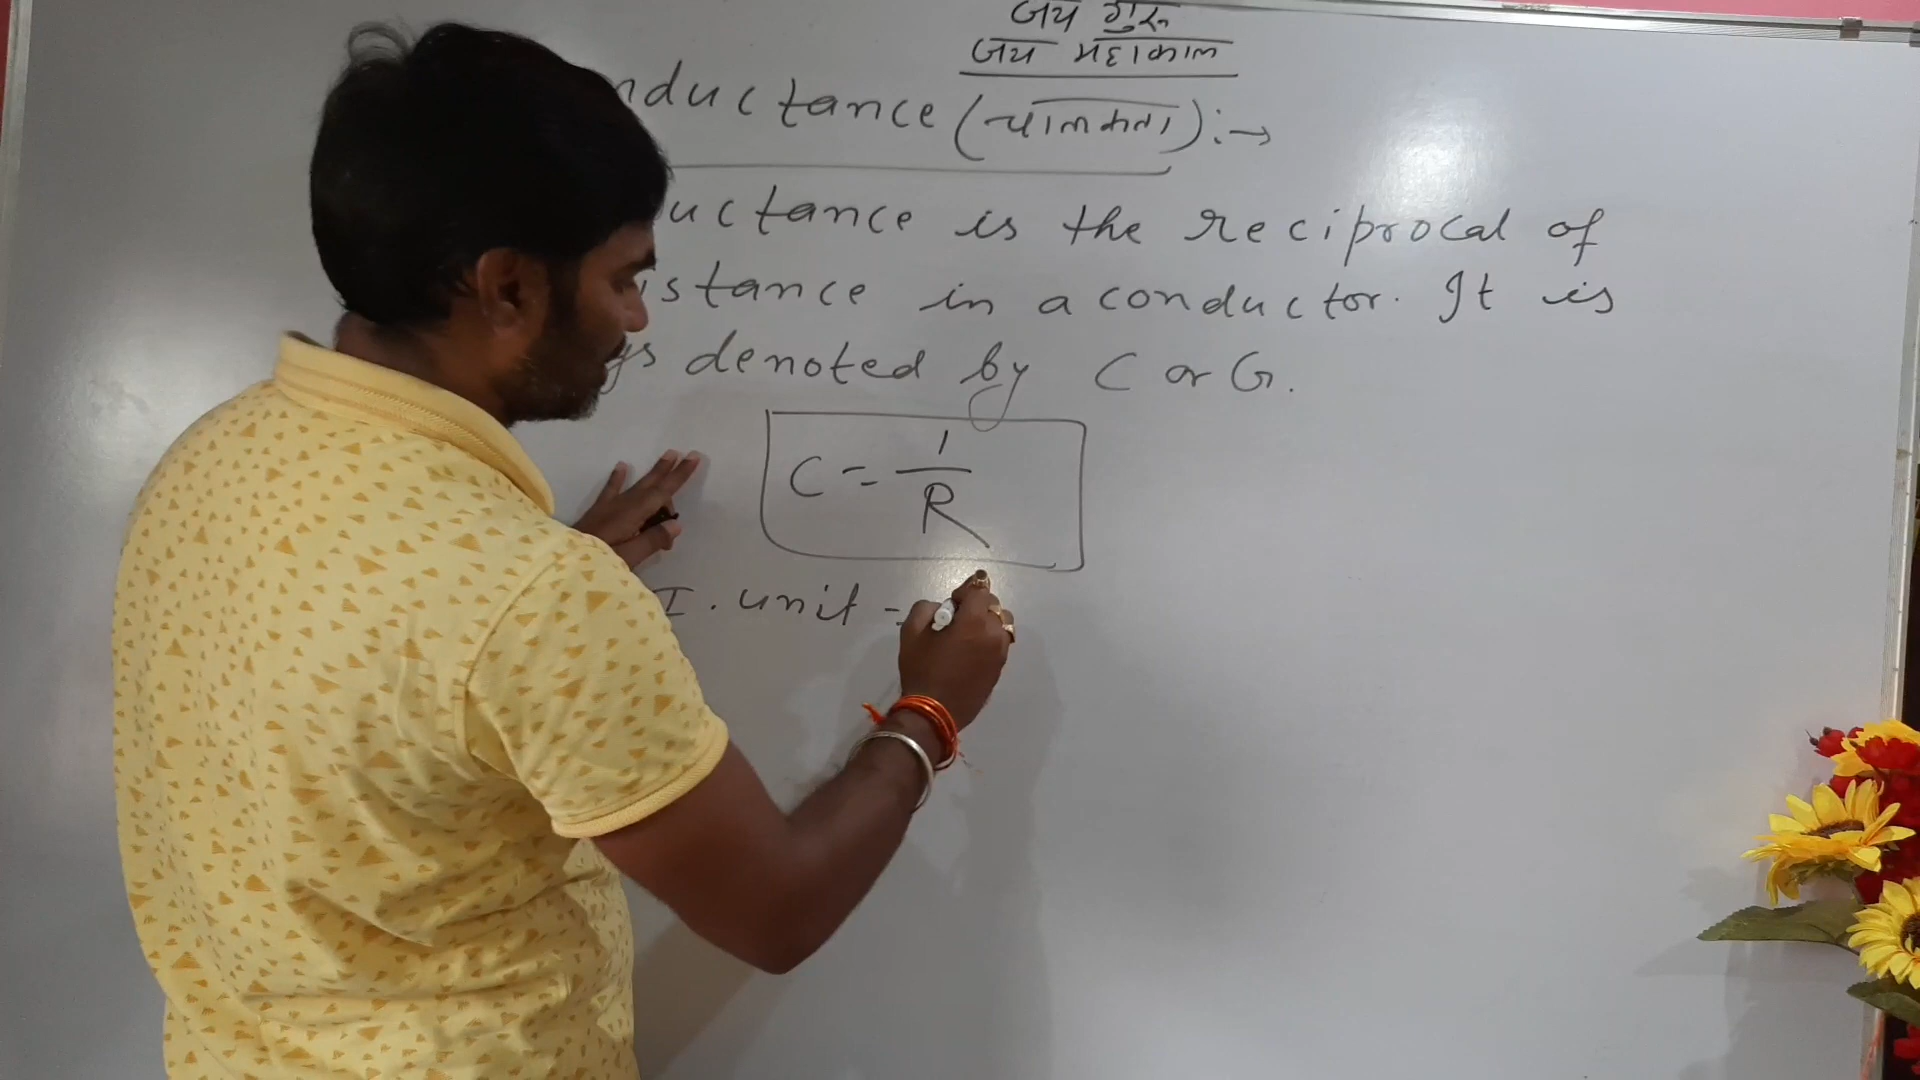 जय गुरु
जय महाकाल
nductance (चालकता) :→
uctance is the reciprocal of
istance in a conductor. It is
ys denoted by C or G.
C = 1/R
I. unit =